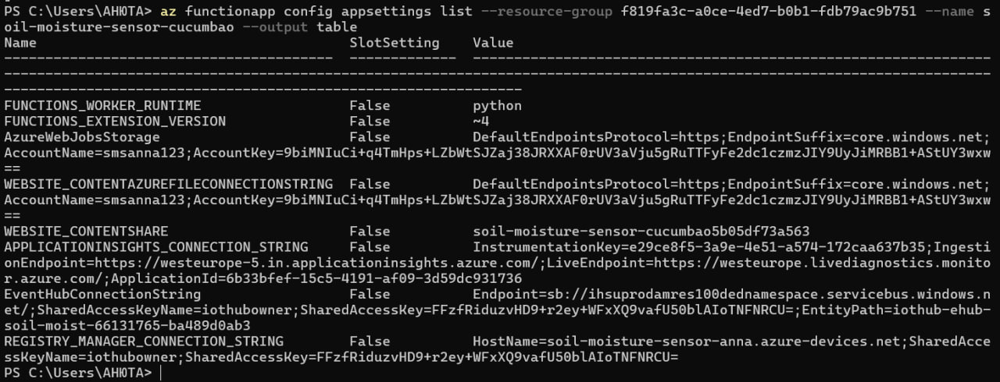 PS C:\Users\АНЮТА> az functionapp config appsettings list --resource-group f819fa3c-a0ce-4ed7-b0b1-fdb79ac9b751 --name s
oil-moisture-sensor-cucumbao --output table
Name                                      SlotSetting    Value
----------------------------------------  -------------  ---------------------------------------------------------------
------------------------------------------------------------------------------------------------------------------------
---------------------------------------------------------------
FUNCTIONS_WORKER_RUNTIME                  False          python
FUNCTIONS_EXTENSION_VERSION               False          ~4
AzureWebJobsStorage                       False          DefaultEndpointsProtocol=https;EndpointSuffix=core.windows.net;
AccountName=smsanna123;AccountKey=9biMNIuCi+q4TmHps+LZbWtSJZaj38JRXXAF0rUV3aVju5gRuTTFyFe2dc1czmzJIY9UyJiMRBB1+AStUY3wxw
==
WEBSITE_CONTENTAZUREFILECONNECTIONSTRING  False          DefaultEndpointsProtocol=https;EndpointSuffix=core.windows.net;
AccountName=smsanna123;AccountKey=9biMNIuCi+q4TmHps+LZbWtSJZaj38JRXXAF0rUV3aVju5gRuTTFyFe2dc1czmzJIY9UyJiMRBB1+AStUY3wxw
==
WEBSITE_CONTENTSHARE                      False          soil-moisture-sensor-cucumbao5b05df73a563
APPLICATIONINSIGHTS_CONNECTION_STRING     False          InstrumentationKey=e29ce8f5-3a9e-4e51-a574-172caa637b35;Ingesti
onEndpoint=https://westeurope-5.in.applicationinsights.azure.com/;LiveEndpoint=https://westeurope.livediagnostics.monito
r.azure.com/;ApplicationId=6b33bfef-15c5-4191-af09-3d59dc931736
EventHubConnectionString                  False          Endpoint=sb://ihsuprodamres100dednamespace.servicebus.windows.n
et/;SharedAccessKeyName=iothubowner;SharedAccessKey=FFzfRiduzvHD9+r2ey+WFxXQ9vafU50blAIoTNFNRCU=;EntityPath=iothub-ehub-
soil-moist-66131765-ba489d0ab3
REGISTRY_MANAGER_CONNECTION_STRING        False          HostName=soil-moisture-sensor-anna.azure-devices.net;SharedAcce
ssKeyName=iothubowner;SharedAccessKey=FFzfRiduzvHD9+r2ey+WFxXQ9vafU50blAIoTNFNRCU=
PS C:\Users\АНЮТА>